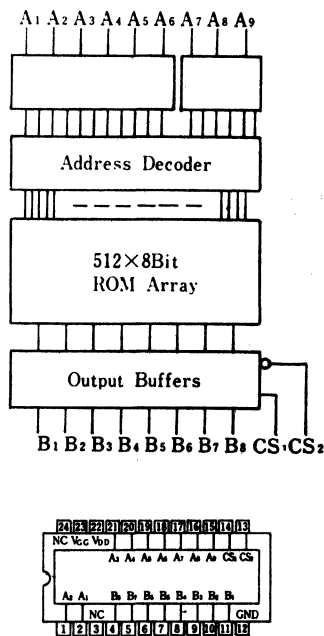 A₁ A₂ A₃ A₄ A₅ A₆ A₇ A₈ A₉
Address Decoder
512×8Bit
ROM Array
Output Buffers
B₁ B₂ B₃ B₄ B₅ B₆ B₇ B₈ CS₁ CS₂
24 23 22 21 20 19 18 17 16 15 14 13
NC VGG VDD
A₃ A₄ A₅ A₆ A₇ A₈ A₉ CS₁ CS₂
A₂ A₁ B₈ B₇ B₆ B₅ B₄ B₃ B₂ B₁
NC GND
1 2 3 4 5 6 7 8 9 10 11 12